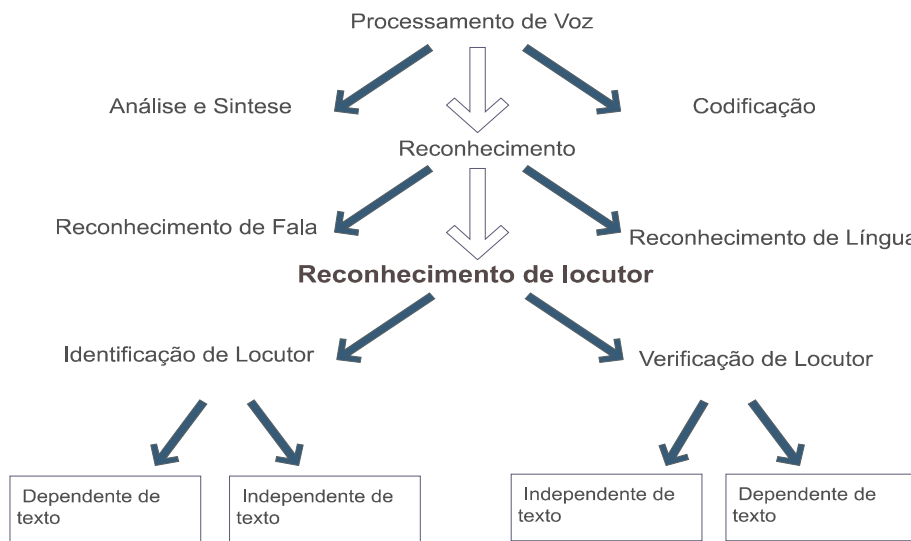 Processamento de Voz
Análise e Sintese
Codificação
Reconhecimento
Reconhecimento de Fala
Reconhecimento de Língua
Reconhecimento de locutor
Identificação de Locutor
Verificação de Locutor
Dependente de
texto
Independente de
texto
Independente de
texto
Dependente de
texto